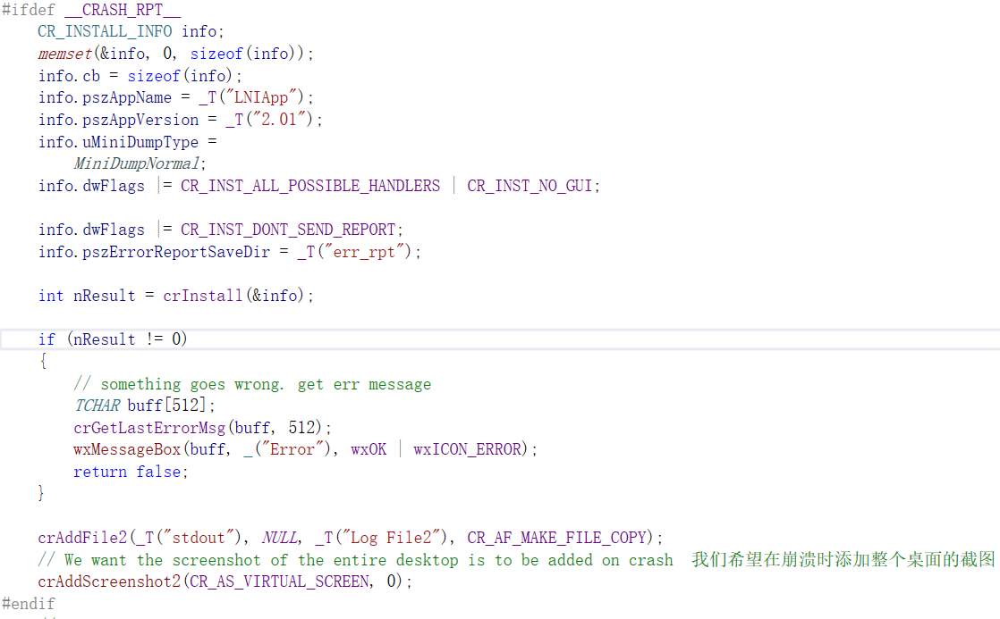 #ifdef __CRASH_RPT__
    CR_INSTALL_INFO info;
    memset(&info, 0, sizeof(info));
    info.cb = sizeof(info);
    info.pszAppName = _T("LNIApp");
    info.pszAppVersion = _T("2.01");
    info.uMiniDumpType =
        MiniDumpNormal;
    info.dwFlags |= CR_INST_ALL_POSSIBLE_HANDLERS | CR_INST_NO_GUI;

    info.dwFlags |= CR_INST_DONT_SEND_REPORT;
    info.pszErrorReportSaveDir = _T("err_rpt");

    int nResult = crInstall(&info);

    if (nResult != 0)
    {
        // something goes wrong. get err message
        TCHAR buff[512];
        crGetLastErrorMsg(buff, 512);
        wxMessageBox(buff, _("Error"), wxOK | wxICON_ERROR);
        return false;
    }

    crAddFile2(_T("stdout"), NULL, _T("Log File2"), CR_AF_MAKE_FILE_COPY);
    // We want the screenshot of the entire desktop is to be added on crash  我们希望在崩溃时添加整个桌面的截图
    crAddScreenshot2(CR_AS_VIRTUAL_SCREEN, 0);
#endif